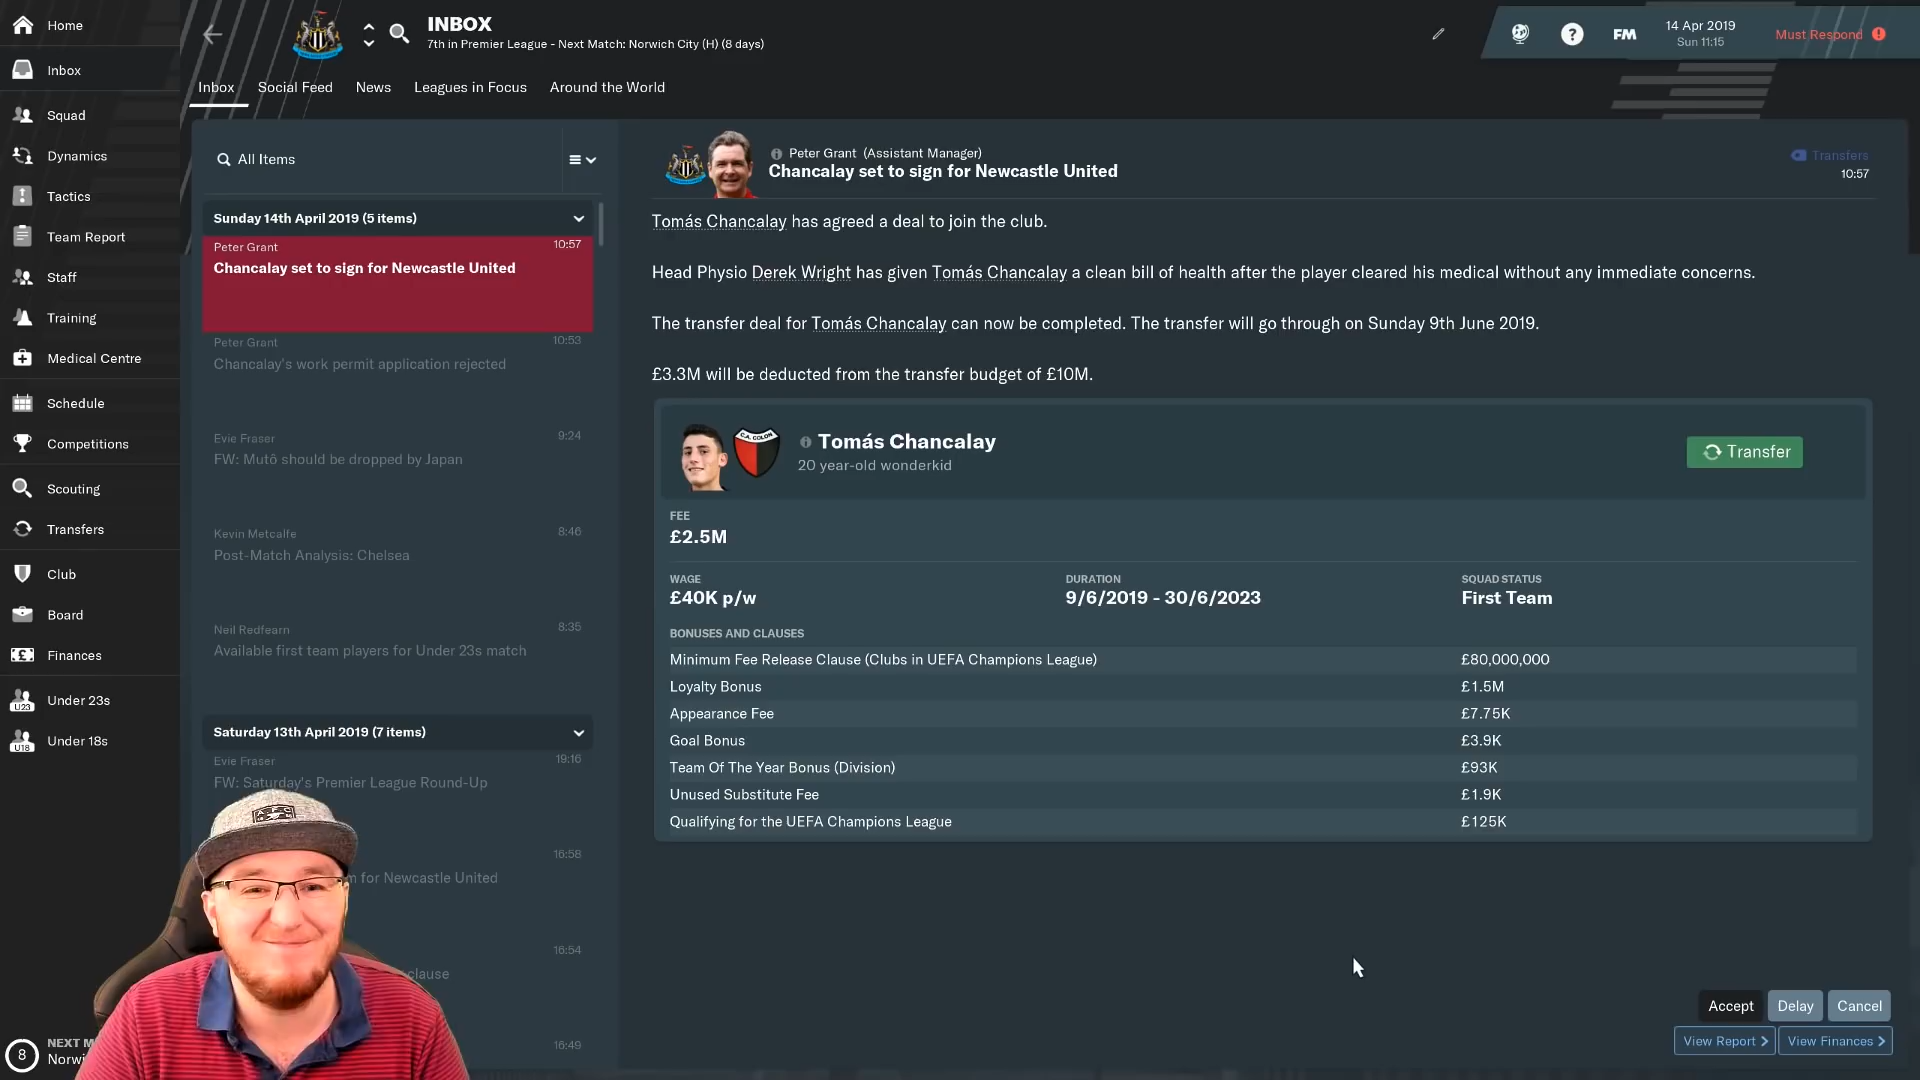 Home
Inbox
Squad
Dynamics
Tactics
Team Report
Staff
Training
Medical Centre
Schedule
Competitions
Scouting
Transfers
Club
Board
Finances
U23
Under 23s
U18
Under 18s
8
NEXT M
Norwi
INBOX
7th in Premier League - Next Match: Norwich City (H) (8 days)
?
FM
14 Apr 2019
Sun 11:15
Must Respond
Inbox
Social Feed
News
Leagues in Focus
Around the World
All Items
Sunday 14th April 2019 (5 items)
Peter Grant
10:57
Chancalay set to sign for Newcastle United
Peter Grant
10:53
Chancalay's work permit application rejected
Evie Fraser
9:24
FW: Mutō should be dropped by Japan
Kevin Metcalfe
8:46
Post-Match Analysis: Chelsea
Neil Redfearn
8:35
Available first team players for Under 23s match
Saturday 13th April 2019 (7 items)
Evie Fraser
19:16
FW: Saturday's Premier League Round-Up
16:58
m for Newcastle United
16:54
clause
16:49
Peter Grant (Assistant Manager)
Chancalay set to sign for Newcastle United
Transfers
10:57
Tomás Chancalay has agreed a deal to join the club.
Head Physio Derek Wright has given Tomás Chancalay a clean bill of health after the player cleared his medical without any immediate concerns.
The transfer deal for Tomás Chancalay can now be completed. The transfer will go through on Sunday 9th June 2019.
£3.3M will be deducted from the transfer budget of £10M.
C.A. COLON
Tomás Chancalay
20 year-old wonderkid
Transfer
FEE
£2.5M
WAGE
£40K p/w
DURATION
9/6/2019 - 30/6/2023
SQUAD STATUS
First Team
BONUSES AND CLAUSES
Minimum Fee Release Clause (Clubs in UEFA Champions League) £80,000,000
Loyalty Bonus £1.5M
Appearance Fee £7.75K
Goal Bonus £3.9K
Team Of The Year Bonus (Division) £93K
Unused Substitute Fee £1.9K
Qualifying for the UEFA Champions League £125K
Accept
Delay
Cancel
View Report
View Finances